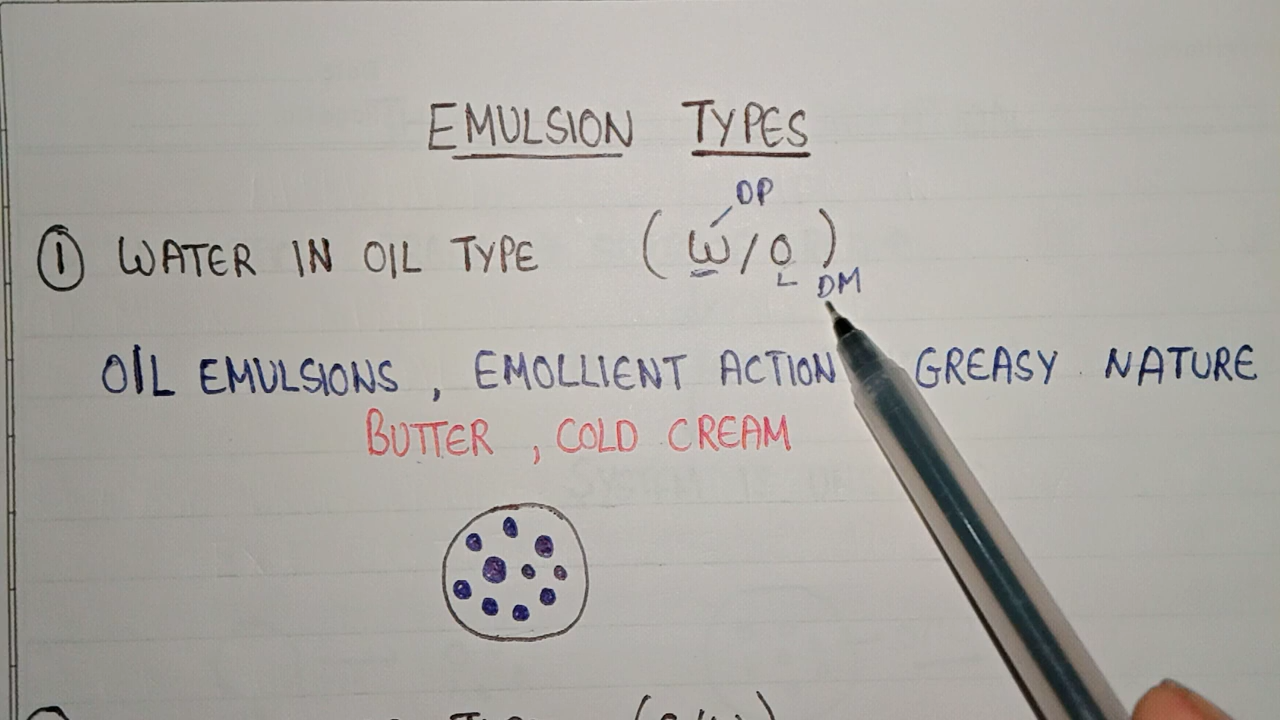 EMULSION TYPES
DP
① WATER IN OIL TYPE (W/O)
DM
OIL EMULSIONS, EMOLLIENT ACTION GREASY NATURE
BUTTER, COLD CREAM